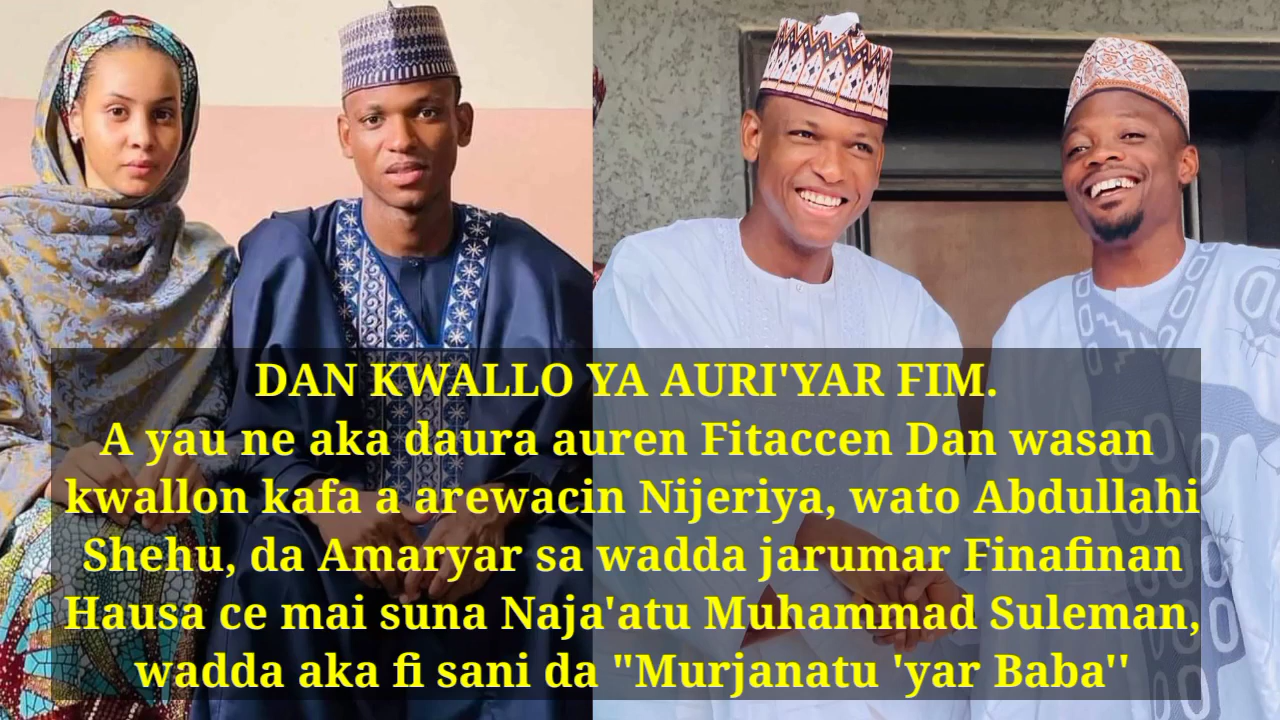 DAN KWALLO YA AURI'YAR FIM.
A yau ne aka daura auren Fitaccen Dan wasan
kwallon kafa a arewacin Nijeriya, wato Abdullahi
Shehu, da Amaryar sa wadda jarumar Finafinan
Hausa ce mai suna Naja'atu Muhammad Suleman,
wadda aka fi sani da "Murjanatu 'yar Baba''